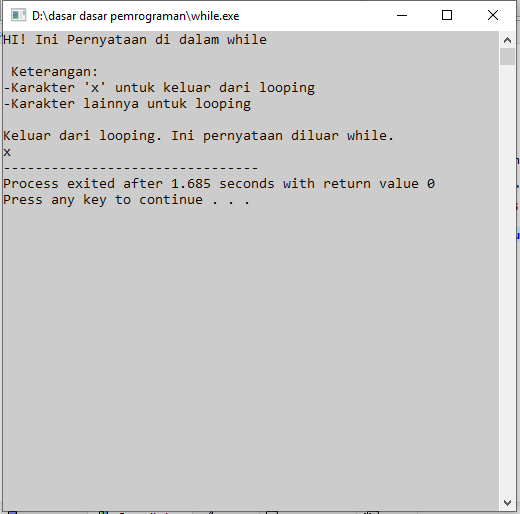 D:\dasar dasar pemrograman\while.exe
HI! Ini Pernyataan di dalam while
Keterangan:
-Karakter 'x' untuk keluar dari looping
-Karakter lainnya untuk looping
Keluar dari looping. Ini pernyataan diluar while.
x
--------------------------------
Process exited after 1.685 seconds with return value 0
Press any key to continue . . .